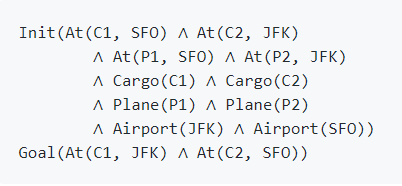 Init(At(C1, SFO) ∧ At(C2, JFK)
∧ At(P1, SFO) ∧ At(P2, JFK)
∧ Cargo(C1) ∧ Cargo(C2)
∧ Plane(P1) ∧ Plane(P2)
∧ Airport(JFK) ∧ Airport(SFO))
Goal(At(C1, JFK) ∧ At(C2, SFO))